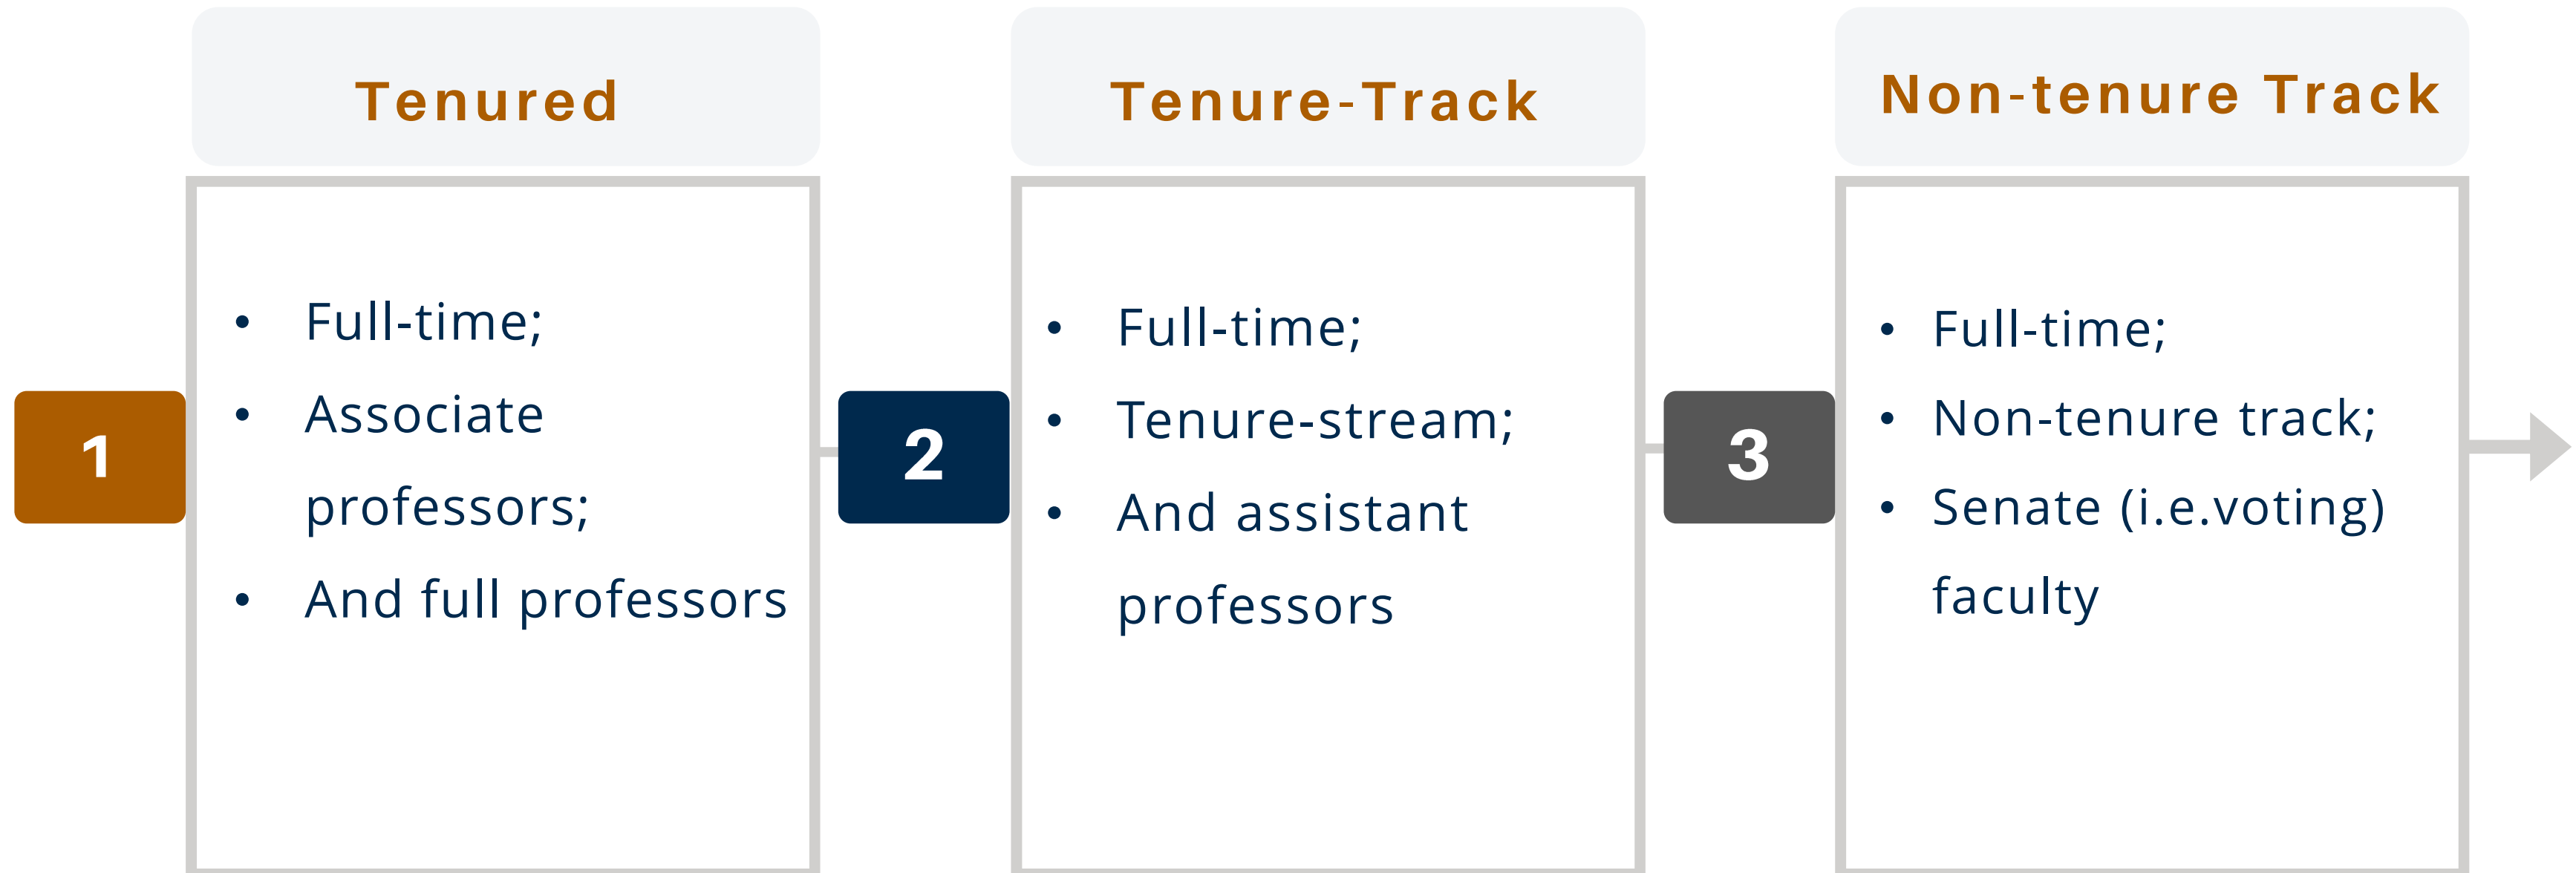 Tenured
Tenure-Track
Non-tenure Track
1
• Full-time;
• Associate
professors;
• And full professors
2
• Full-time;
• Tenure-stream;
• And assistant
professors
3
• Full-time;
• Non-tenure track;
• Senate (i.e.voting)
faculty